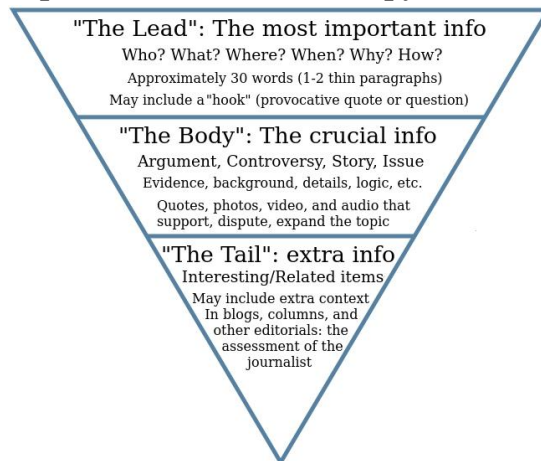 "The Lead": The most important info
Who? What? Where? When? Why? How?
Approximately 30 words (1-2 thin paragraphs)
May include a "hook" (provocative quote or question)
"The Body": The crucial info
Argument, Controversy, Story, Issue
Evidence, background, details, logic, etc.
Quotes, photos, video, and audio that
support, dispute, expand the topic
"The Tail": extra info
Interesting/Related items
May include extra context
In blogs, columns, and
other editorials: the
assessment of the
journalist